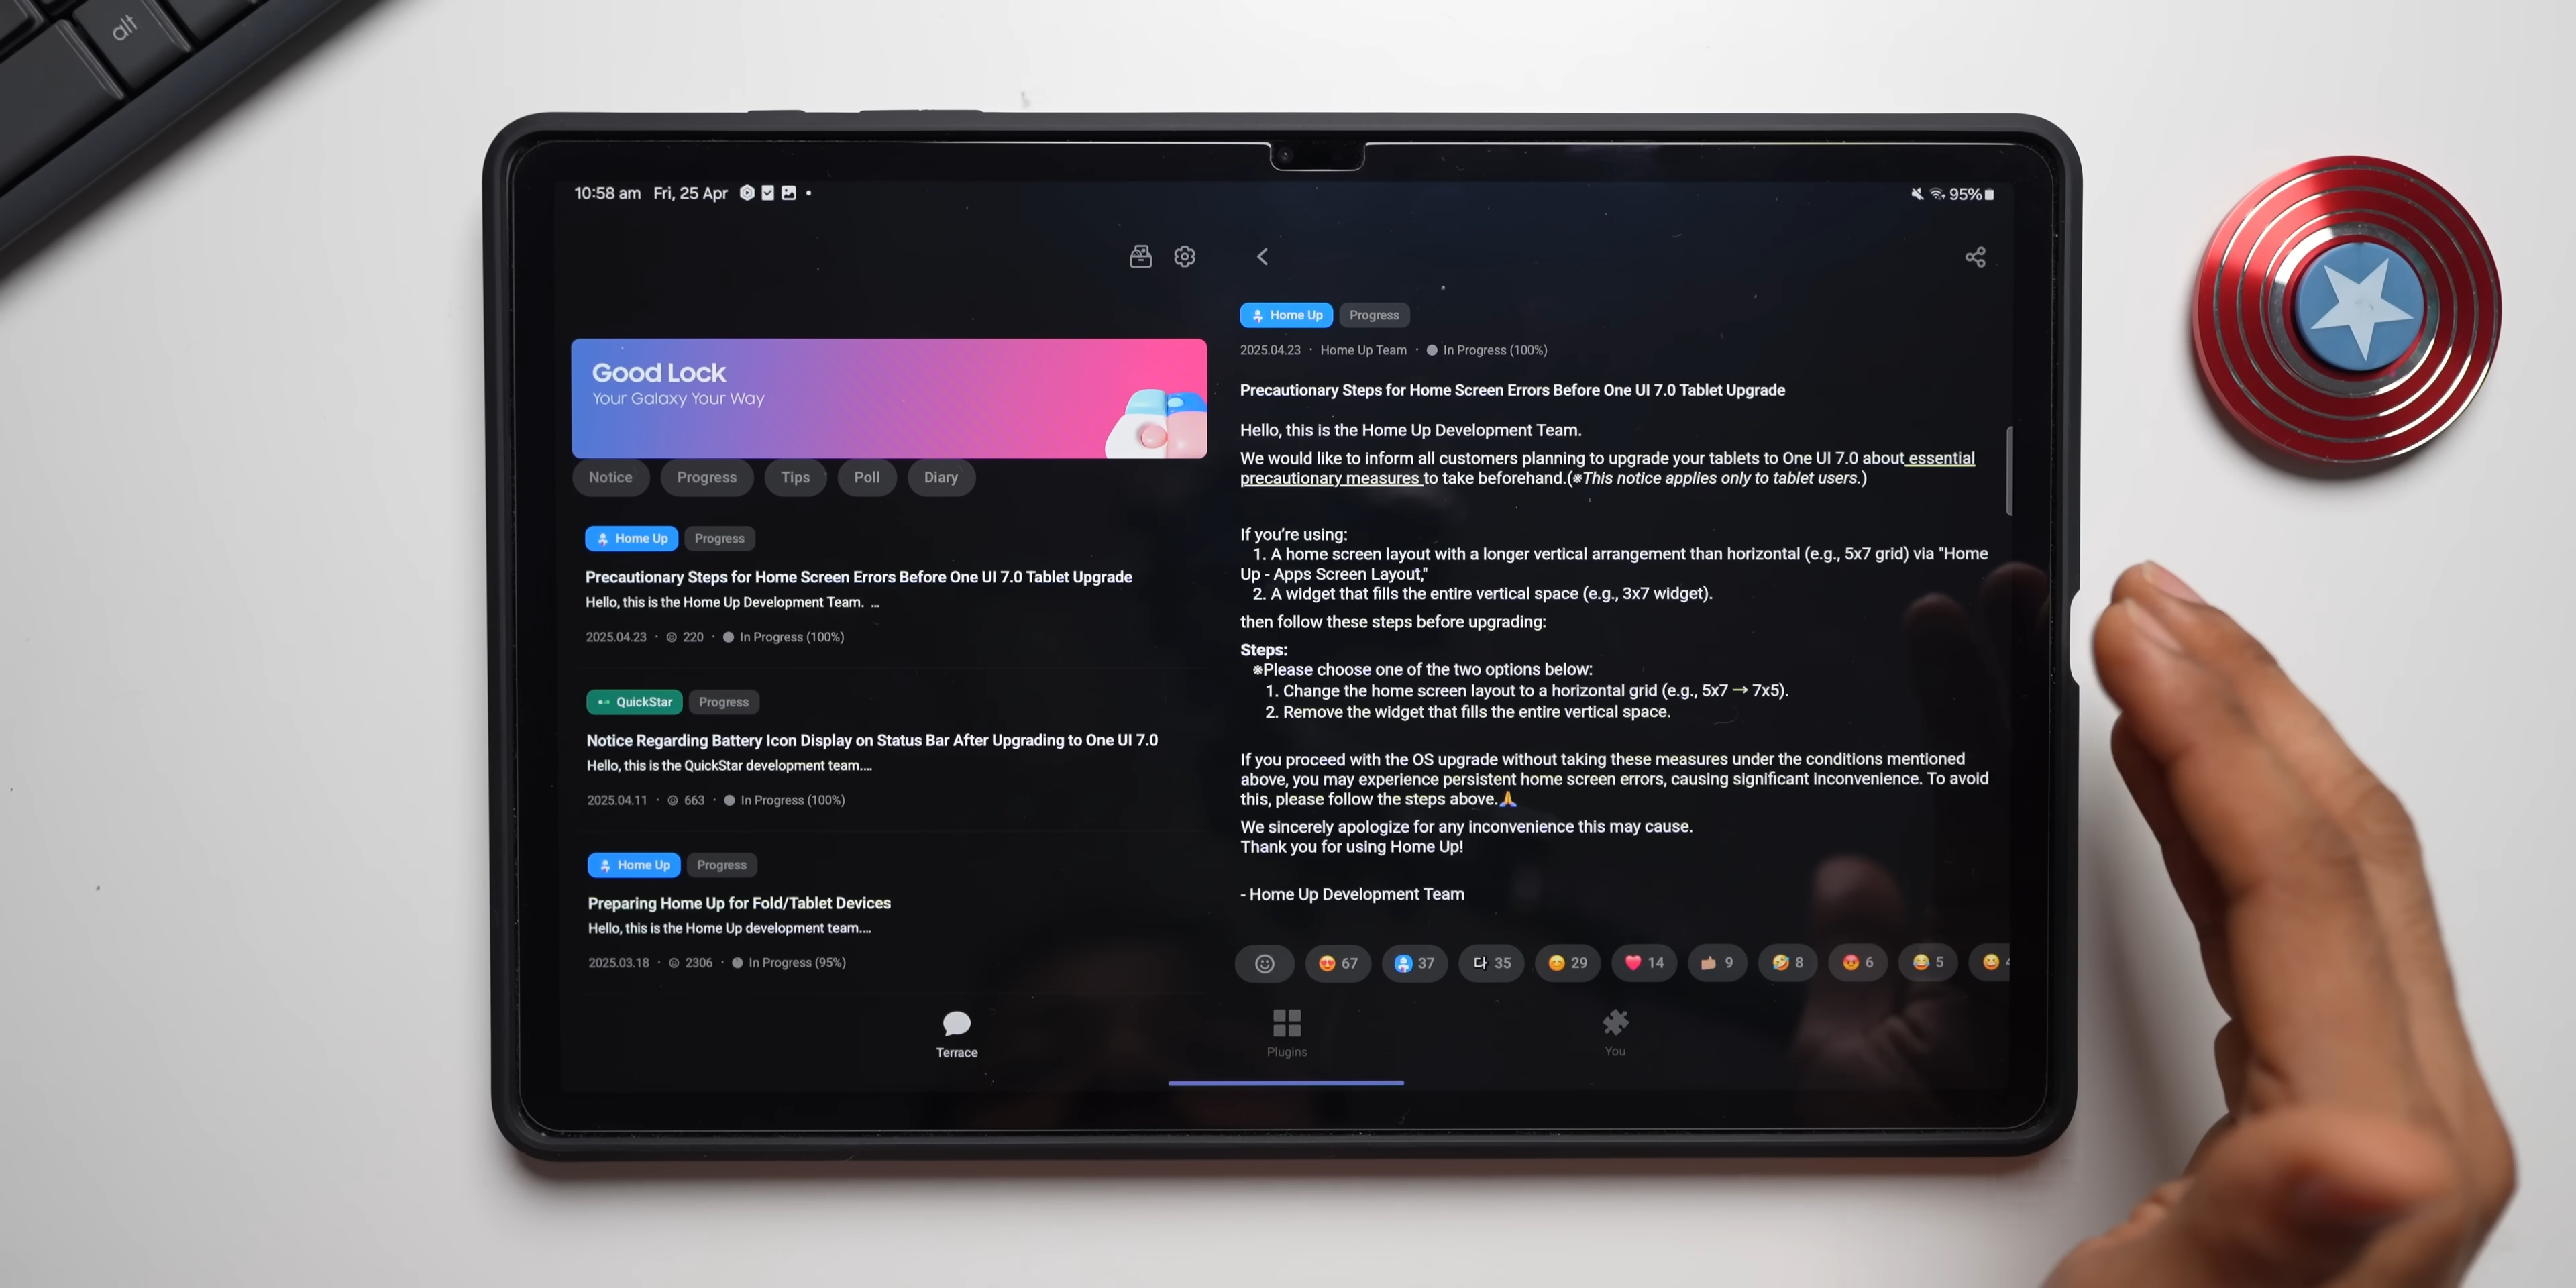 alt
10:58 am Fri, 25 Apr
95%
Good Lock
Your Galaxy Your Way
Notice
Progress
Tips
Poll
Diary
Home Up Progress
Precautionary Steps for Home Screen Errors Before One UI 7.0 Tablet Upgrade
Hello, this is the Home Up Development Team. ...
2025.04.23 · 220 · In Progress (100%)
QuickStar Progress
Notice Regarding Battery Icon Display on Status Bar After Upgrading to One UI 7.0
Hello, this is the QuickStar development team....
2025.04.11 · 663 · In Progress (100%)
Home Up Progress
Preparing Home Up for Fold/Tablet Devices
Hello, this is the Home Up development team....
2025.03.18 · 2306 · In Progress (95%)
Home Up Progress
2025.04.23 · Home Up Team · In Progress (100%)
Precautionary Steps for Home Screen Errors Before One UI 7.0 Tablet Upgrade
Hello, this is the Home Up Development Team.
We would like to inform all customers planning to upgrade your tablets to One UI 7.0 about essential
precautionary measures to take beforehand.(※This notice applies only to tablet users.)
If you're using:
1. A home screen layout with a longer vertical arrangement than horizontal (e.g., 5x7 grid) via "Home
Up - Apps Screen Layout,"
2. A widget that fills the entire vertical space (e.g., 3x7 widget).
then follow these steps before upgrading:
Steps:
※Please choose one of the two options below:
1. Change the home screen layout to a horizontal grid (e.g., 5x7 → 7x5).
2. Remove the widget that fills the entire vertical space.
If you proceed with the OS upgrade without taking these measures under the conditions mentioned
above, you may experience persistent home screen errors, causing significant inconvenience. To avoid
this, please follow the steps above.🙏
We sincerely apologize for any inconvenience this may cause.
Thank you for using Home Up!
- Home Up Development Team
😍 67 37 다 35 😊 29 ❤️ 14 👍 9 🤣 8 😡 6 😂 5 😆
Terrace
Plugins
You